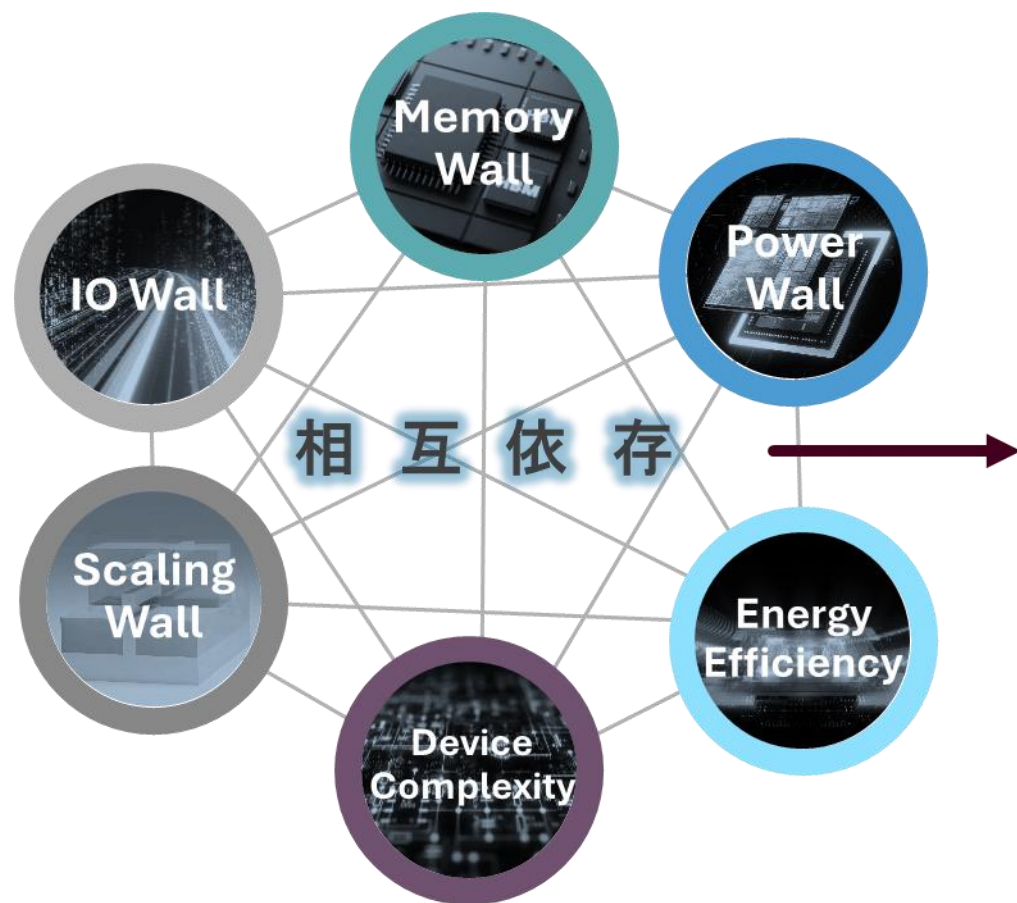 Memory
Wall
Power
Wall
IO Wall
相互依存
Scaling
Wall
Energy
Efficiency
Device
Complexity